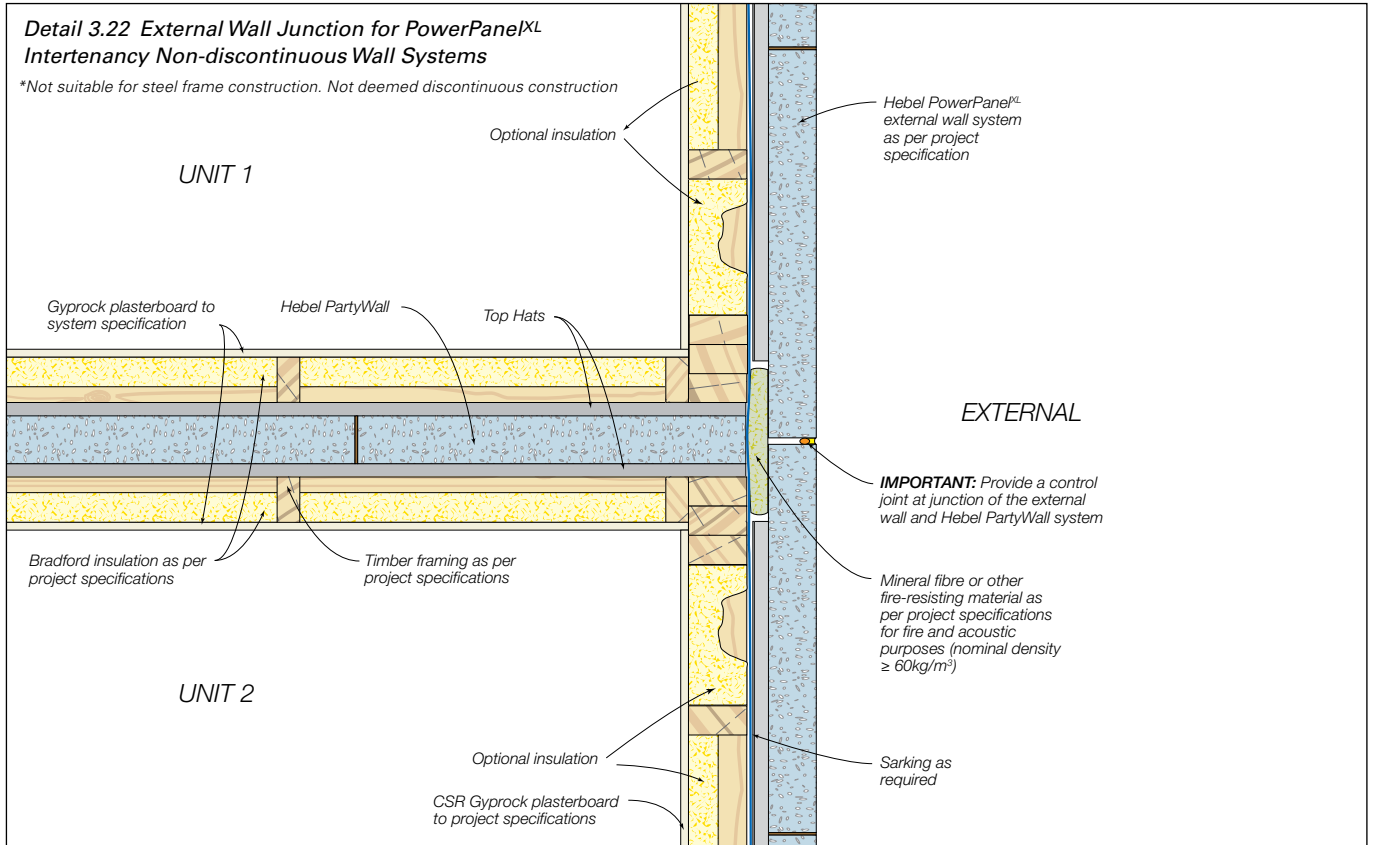 Detail 3.22 External Wall Junction for PowerPanelXL
Intertenancy Non-discontinuous Wall Systems
*Not suitable for steel frame construction. Not deemed discontinuous construction
Optional insulation
Hebel PowerPanelXL
external wall system
as per project
specification
UNIT 1
Gyprock plasterboard to
system specification
Hebel PartyWall
Top Hats
EXTERNAL
IMPORTANT: Provide a control
joint at junction of the external
wall and Hebel PartyWall system
Bradford insulation as per
project specifications
Timber framing as per
project specifications
Mineral fibre or other
fire-resisting material as
per project specifications
for fire and acoustic
purposes (nominal density
≥ 60kg/m³)
UNIT 2
Optional insulation
Sarking as
required
CSR Gyprock plasterboard
to project specifications